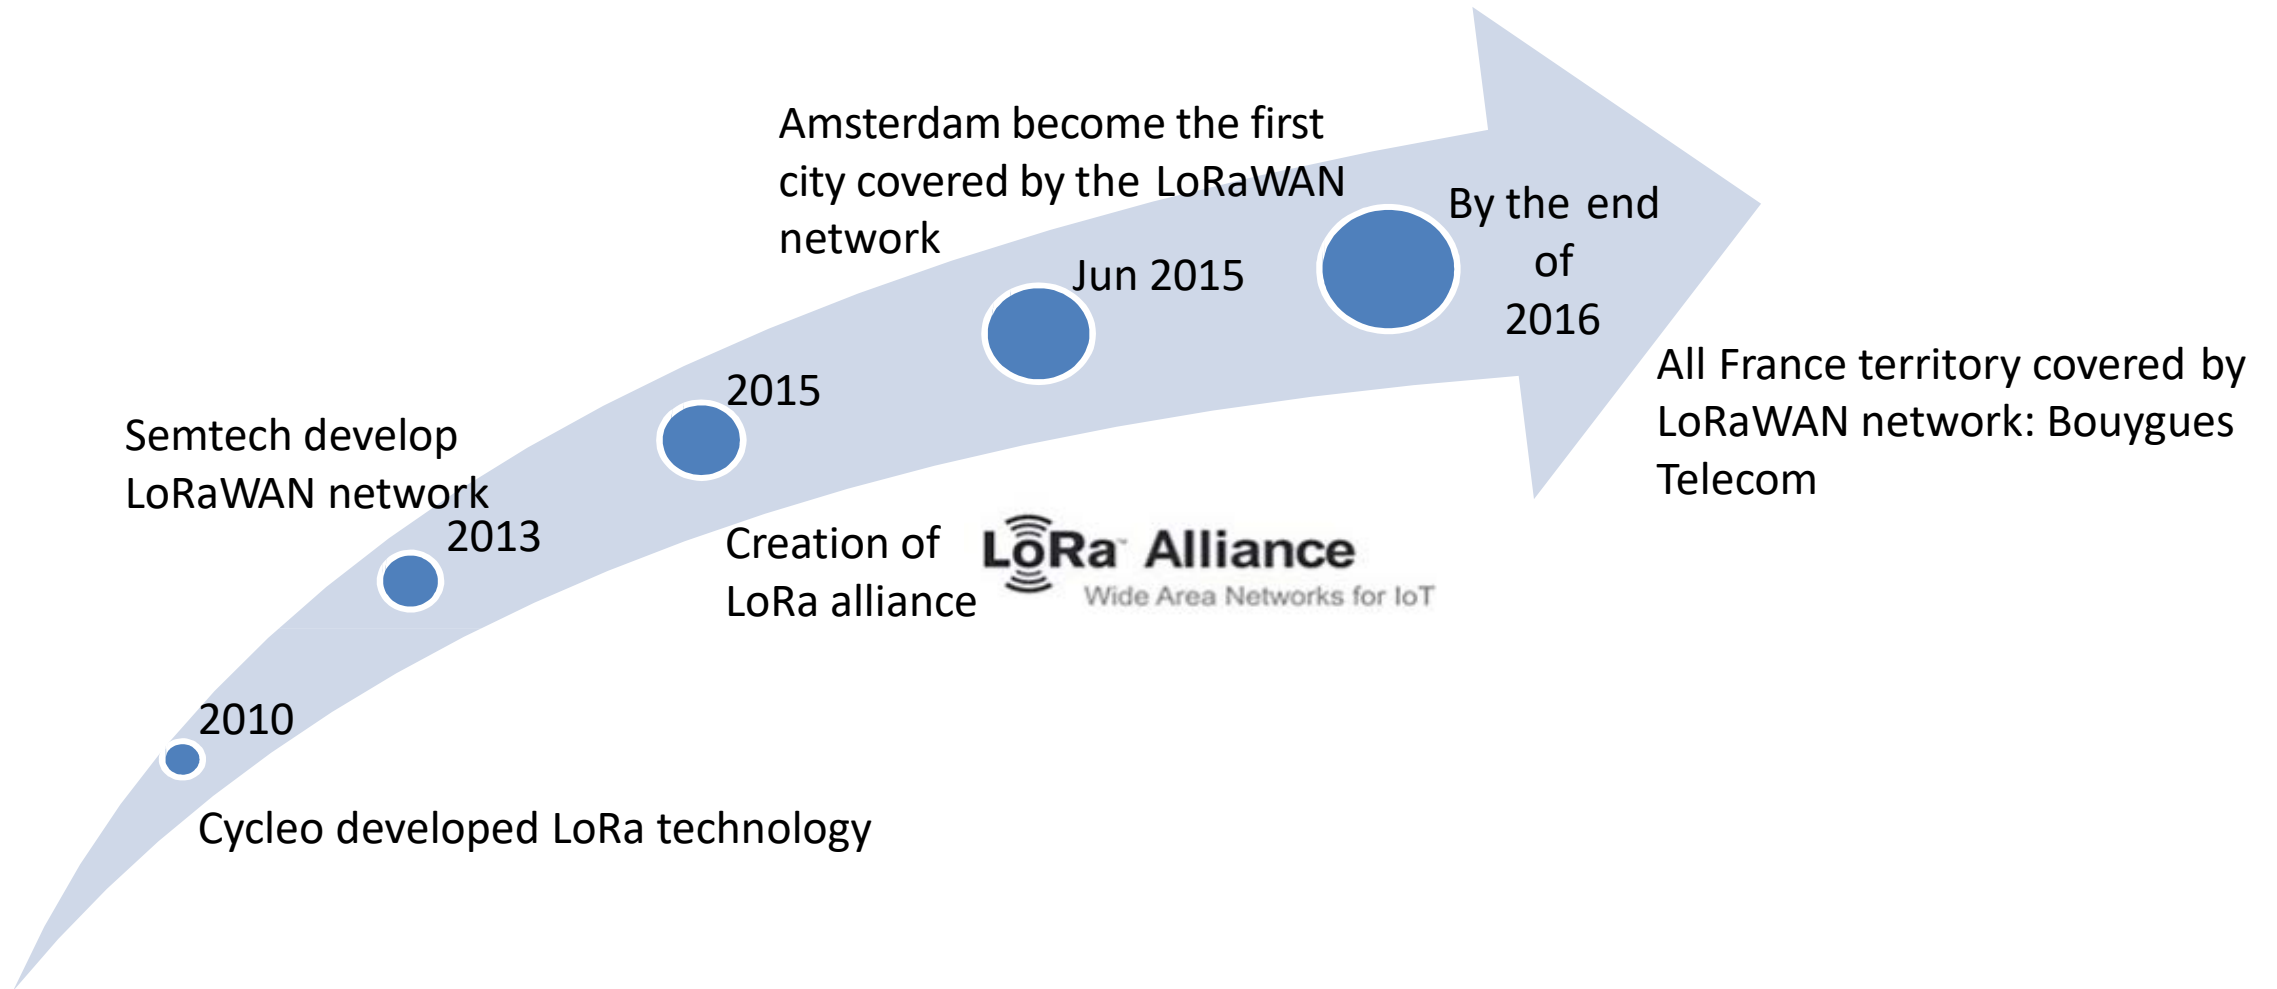 Amsterdam become the first
city covered by the LoRaWAN
network
By the end
of
2016
Jun 2015
All France territory covered by
LoRaWAN network: Bouygues
Telecom
2015
Semtech develop
LoRaWAN network
2013
Creation of
LoRa alliance
LoRa™ Alliance
Wide Area Networks for IoT
2010
Cycleo developed LoRa technology